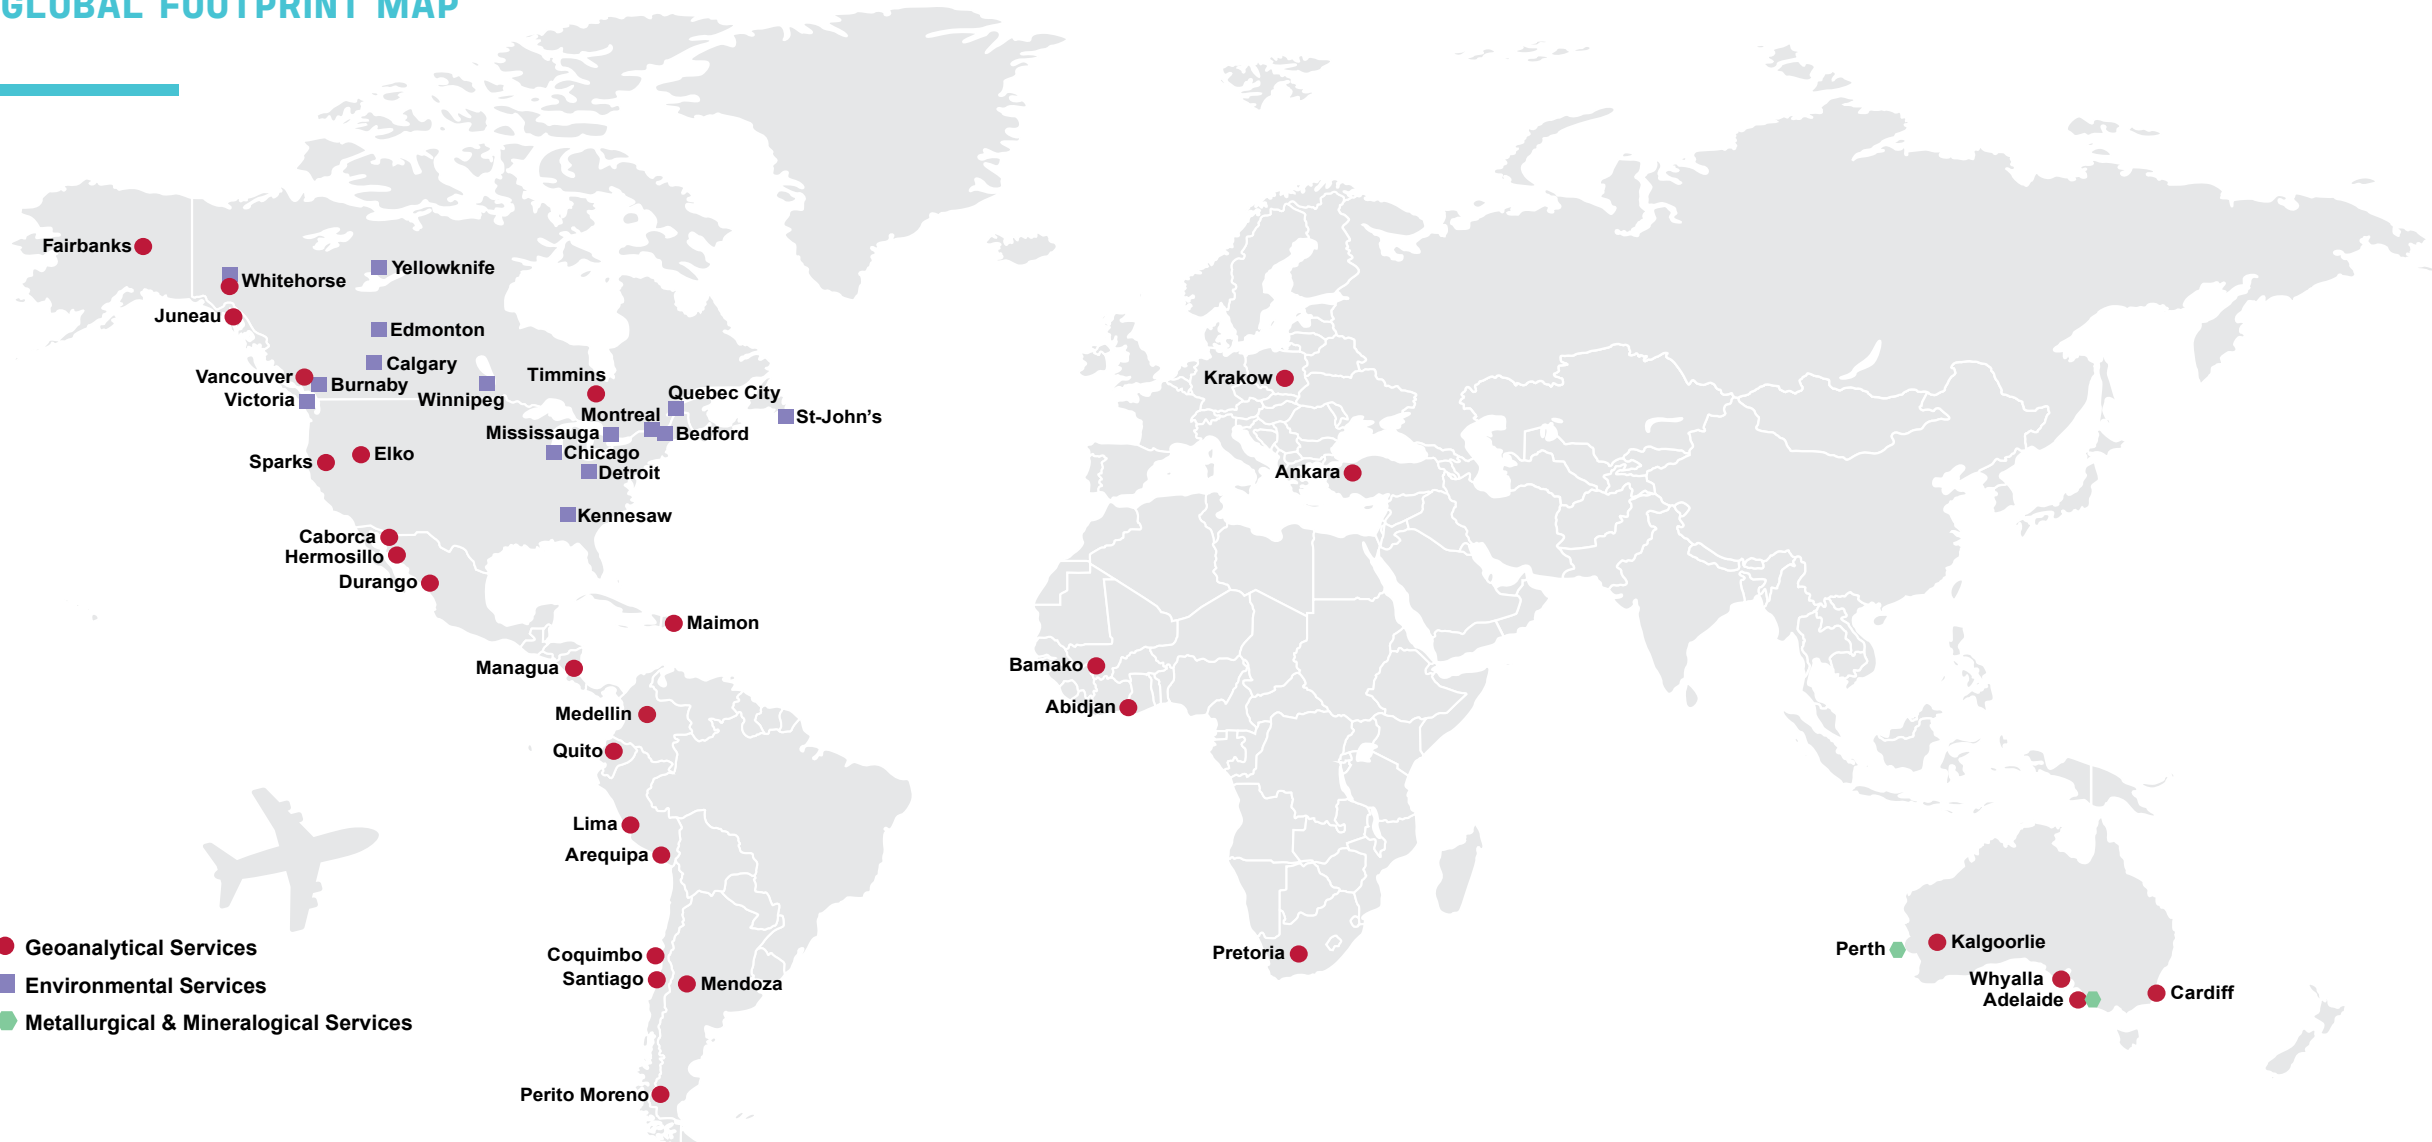 GLOBAL FOOTPRINT MAP
Fairbanks
Whitehorse
Yellowknife
Juneau
Edmonton
Calgary
Vancouver
Burnaby
Victoria
Winnipeg
Timmins
Quebec City
Montreal
St-John’s
Mississauga
Bedford
Chicago
Detroit
Sparks
Elko
Kennesaw
Caborca
Hermosillo
Durango
Maimon
Managua
Medellin
Quito
Lima
Arequipa
Coquimbo
Santiago
Mendoza
Perito Moreno
Krakow
Ankara
Bamako
Abidjan
Pretoria
Perth
Kalgoorlie
Whyalla
Adelaide
Cardiff
Geoanalytical Services
Environmental Services
Metallurgical & Mineralogical Services